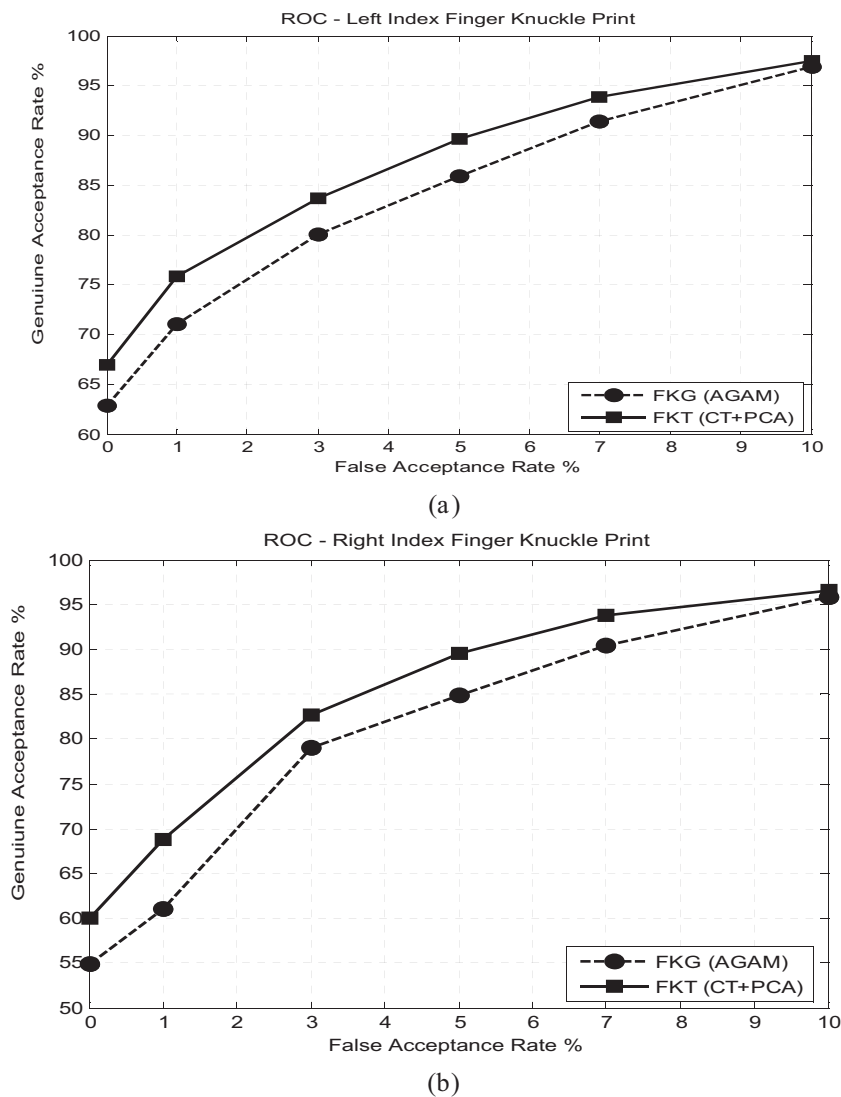 ROC - Left Index Finger Knuckle Print
100
95
90
85
80
75
70
65
60
Genuiune Acceptance Rate %
0 1 2 3 4 5 6 7 8 9 10
False Acceptance Rate %
FKG (AGAM)
FKT (CT+PCA)
(a)
ROC - Right Index Finger Knuckle Print
100
95
90
85
80
75
70
65
60
55
50
Genuiune Acceptance Rate %
0 1 2 3 4 5 6 7 8 9 10
False Acceptance Rate %
FKG (AGAM)
FKT (CT+PCA)
(b)